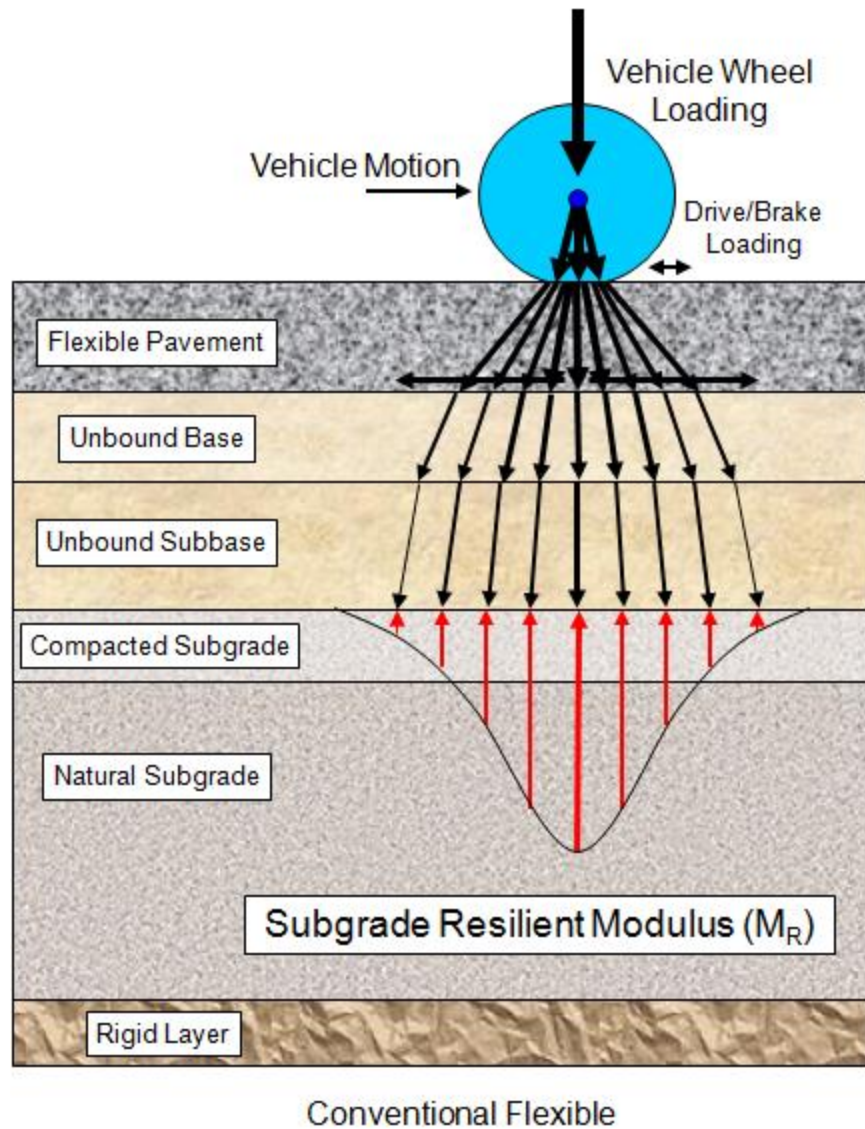 Vehicle Wheel
Loading
Vehicle Motion
Drive/Brake
Loading
Flexible Pavement
Unbound Base
Unbound Subbase
Compacted Subgrade
Natural Subgrade
Subgrade Resilient Modulus (M_R)
Rigid Layer
Conventional Flexible